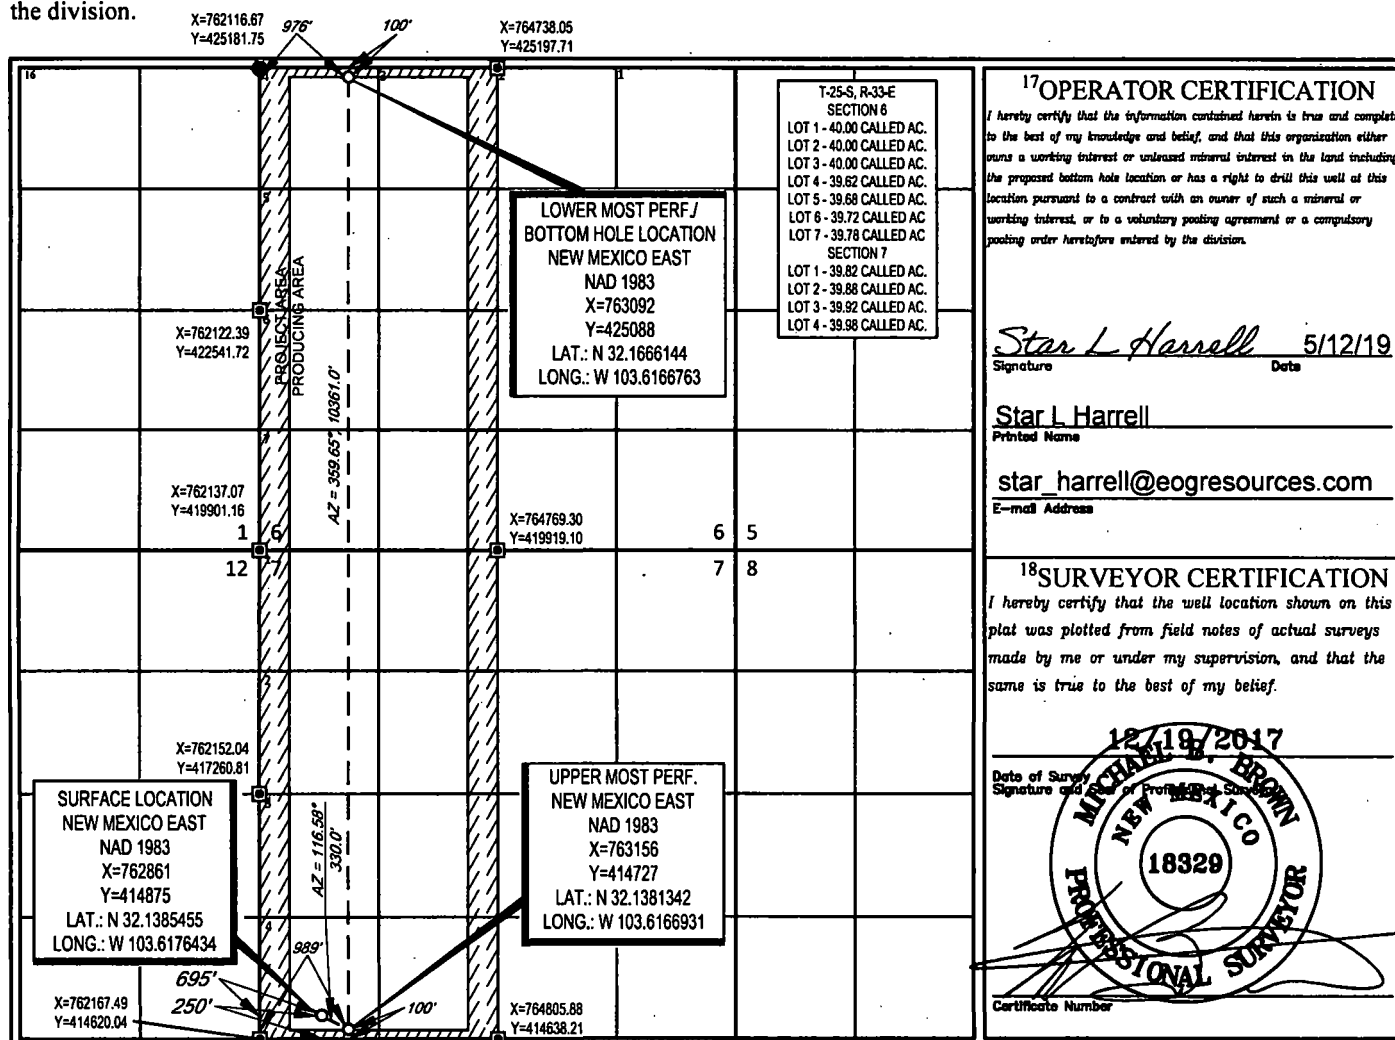 the division.
X=762116.67
Y=425181.75
976'
100'
X=764738.05
Y=425197.71
16
1
T-25-S, R-33-E
SECTION 6
LOT 1 - 40.00 CALLED AC.
LOT 2 - 40.00 CALLED AC.
LOT 3 - 40.00 CALLED AC.
LOT 4 - 39.62 CALLED AC.
LOT 5 - 39.68 CALLED AC.
LOT 6 - 39.72 CALLED AC
LOT 7 - 39.78 CALLED AC
SECTION 7
LOT 1 - 39.82 CALLED AC.
LOT 2 - 39.88 CALLED AC.
LOT 3 - 39.92 CALLED AC.
LOT 4 - 39.98 CALLED AC.
LOWER MOST PERF./
BOTTOM HOLE LOCATION
NEW MEXICO EAST
NAD 1983
X=763092
Y=425088
LAT.: N 32.1666144
LONG.: W 103.6166763
PROJECT AREA
PRODUCING AREA
X=762122.39
Y=422541.72
AZ = 359.65°, 10361.0'
X=762137.07
Y=419901.16
X=764769.30
Y=419919.10
1 6
12 7
6 5
7 8
X=762152.04
Y=417260.81
SURFACE LOCATION
NEW MEXICO EAST
NAD 1983
X=762861
Y=414875
LAT.: N 32.1385455
LONG.: W 103.6176434
AZ = 116.58°
330.0'
UPPER MOST PERF.
NEW MEXICO EAST
NAD 1983
X=763156
Y=414727
LAT.: N 32.1381342
LONG.: W 103.6166931
989'
695'
250'
100'
X=762167.49
Y=414620.04
X=764805.88
Y=414638.21
17OPERATOR CERTIFICATION
I hereby certify that the information contained herein is true and complete
to the best of my knowledge and belief, and that this organization either
owns a working interest or unleased mineral interest in the land including
the proposed bottom hole location or has a right to drill this well at this
location pursuant to a contract with an owner of such a mineral or
working interest, or to a voluntary pooling agreement or a compulsory
pooling order heretofore entered by the division.
Star L Harrell 5/12/19
Signature Date
Star L Harrell
Printed Name
star_harrell@eogresources.com
E-mail Address
18SURVEYOR CERTIFICATION
I hereby certify that the well location shown on this
plat was plotted from field notes of actual surveys
made by me or under my supervision, and that the
same is true to the best of my belief.
12/19/2017
Date of Survey
Signature and Seal of Professional Surveyor
MICHAEL B. BROWN
NEW MEXICO
18329
PROFESSIONAL SURVEYOR
Certificate Number